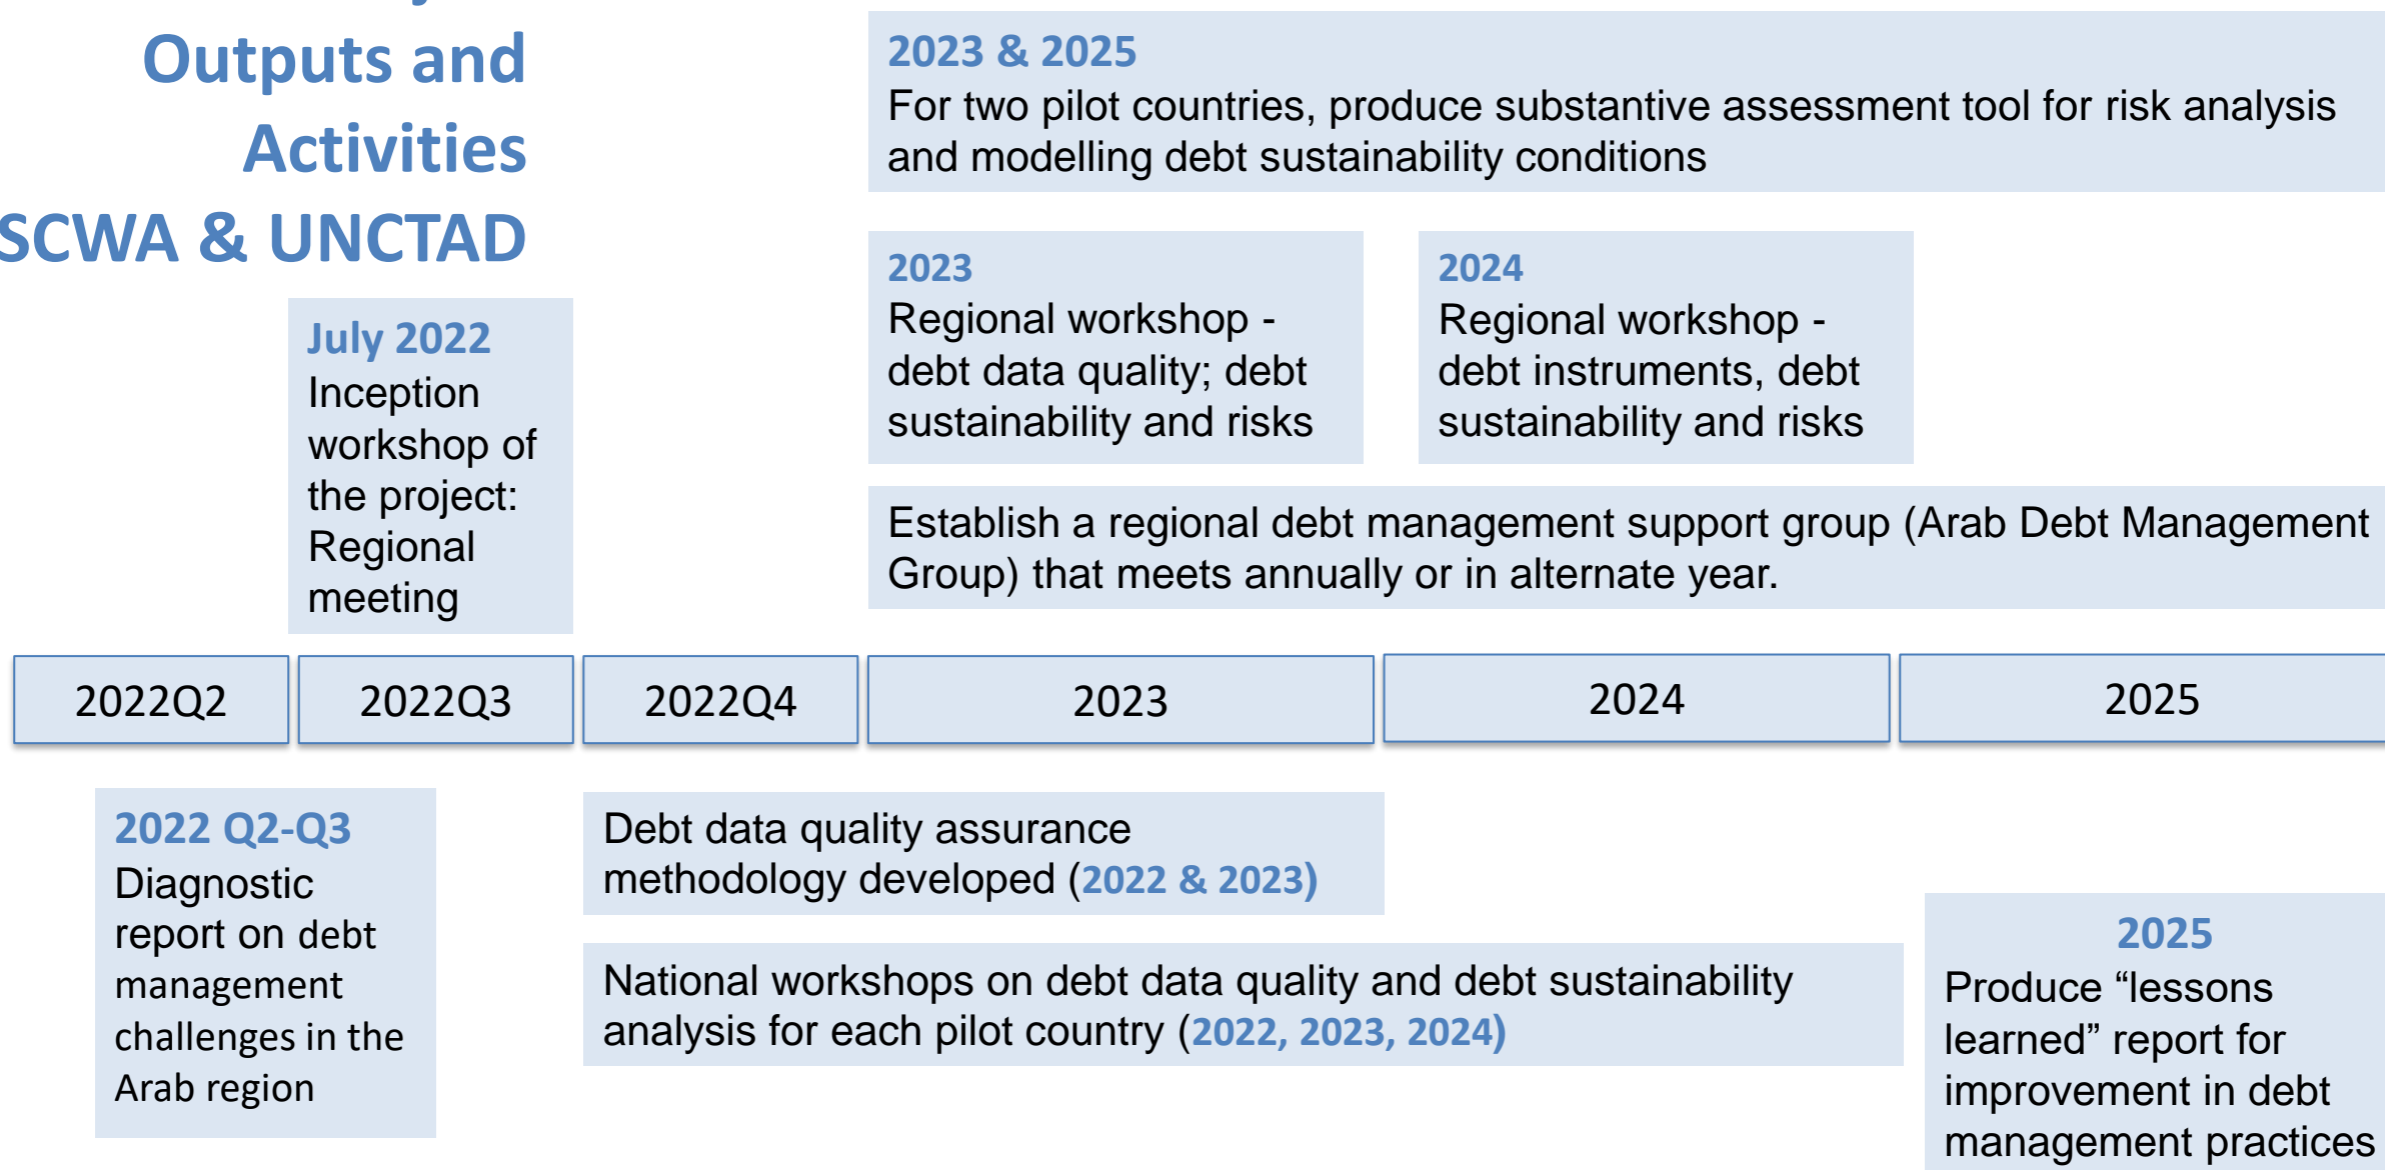 Outputs and
Activities
SCWA & UNCTAD
2023 & 2025
For two pilot countries, produce substantive assessment tool for risk analysis
and modelling debt sustainability conditions
July 2022
Inception
workshop of
the project:
Regional
meeting
2023
Regional workshop -
debt data quality; debt
sustainability and risks
2024
Regional workshop -
debt instruments, debt
sustainability and risks
Establish a regional debt management support group (Arab Debt Management
Group) that meets annually or in alternate year.
2022Q2
2022Q3
2022Q4
2023
2024
2025
2022 Q2-Q3
Diagnostic
report on debt
management
challenges in the
Arab region
Debt data quality assurance
methodology developed (2022 & 2023)
National workshops on debt data quality and debt sustainability
analysis for each pilot country (2022, 2023, 2024)
2025
Produce “lessons
learned” report for
improvement in debt
management practices